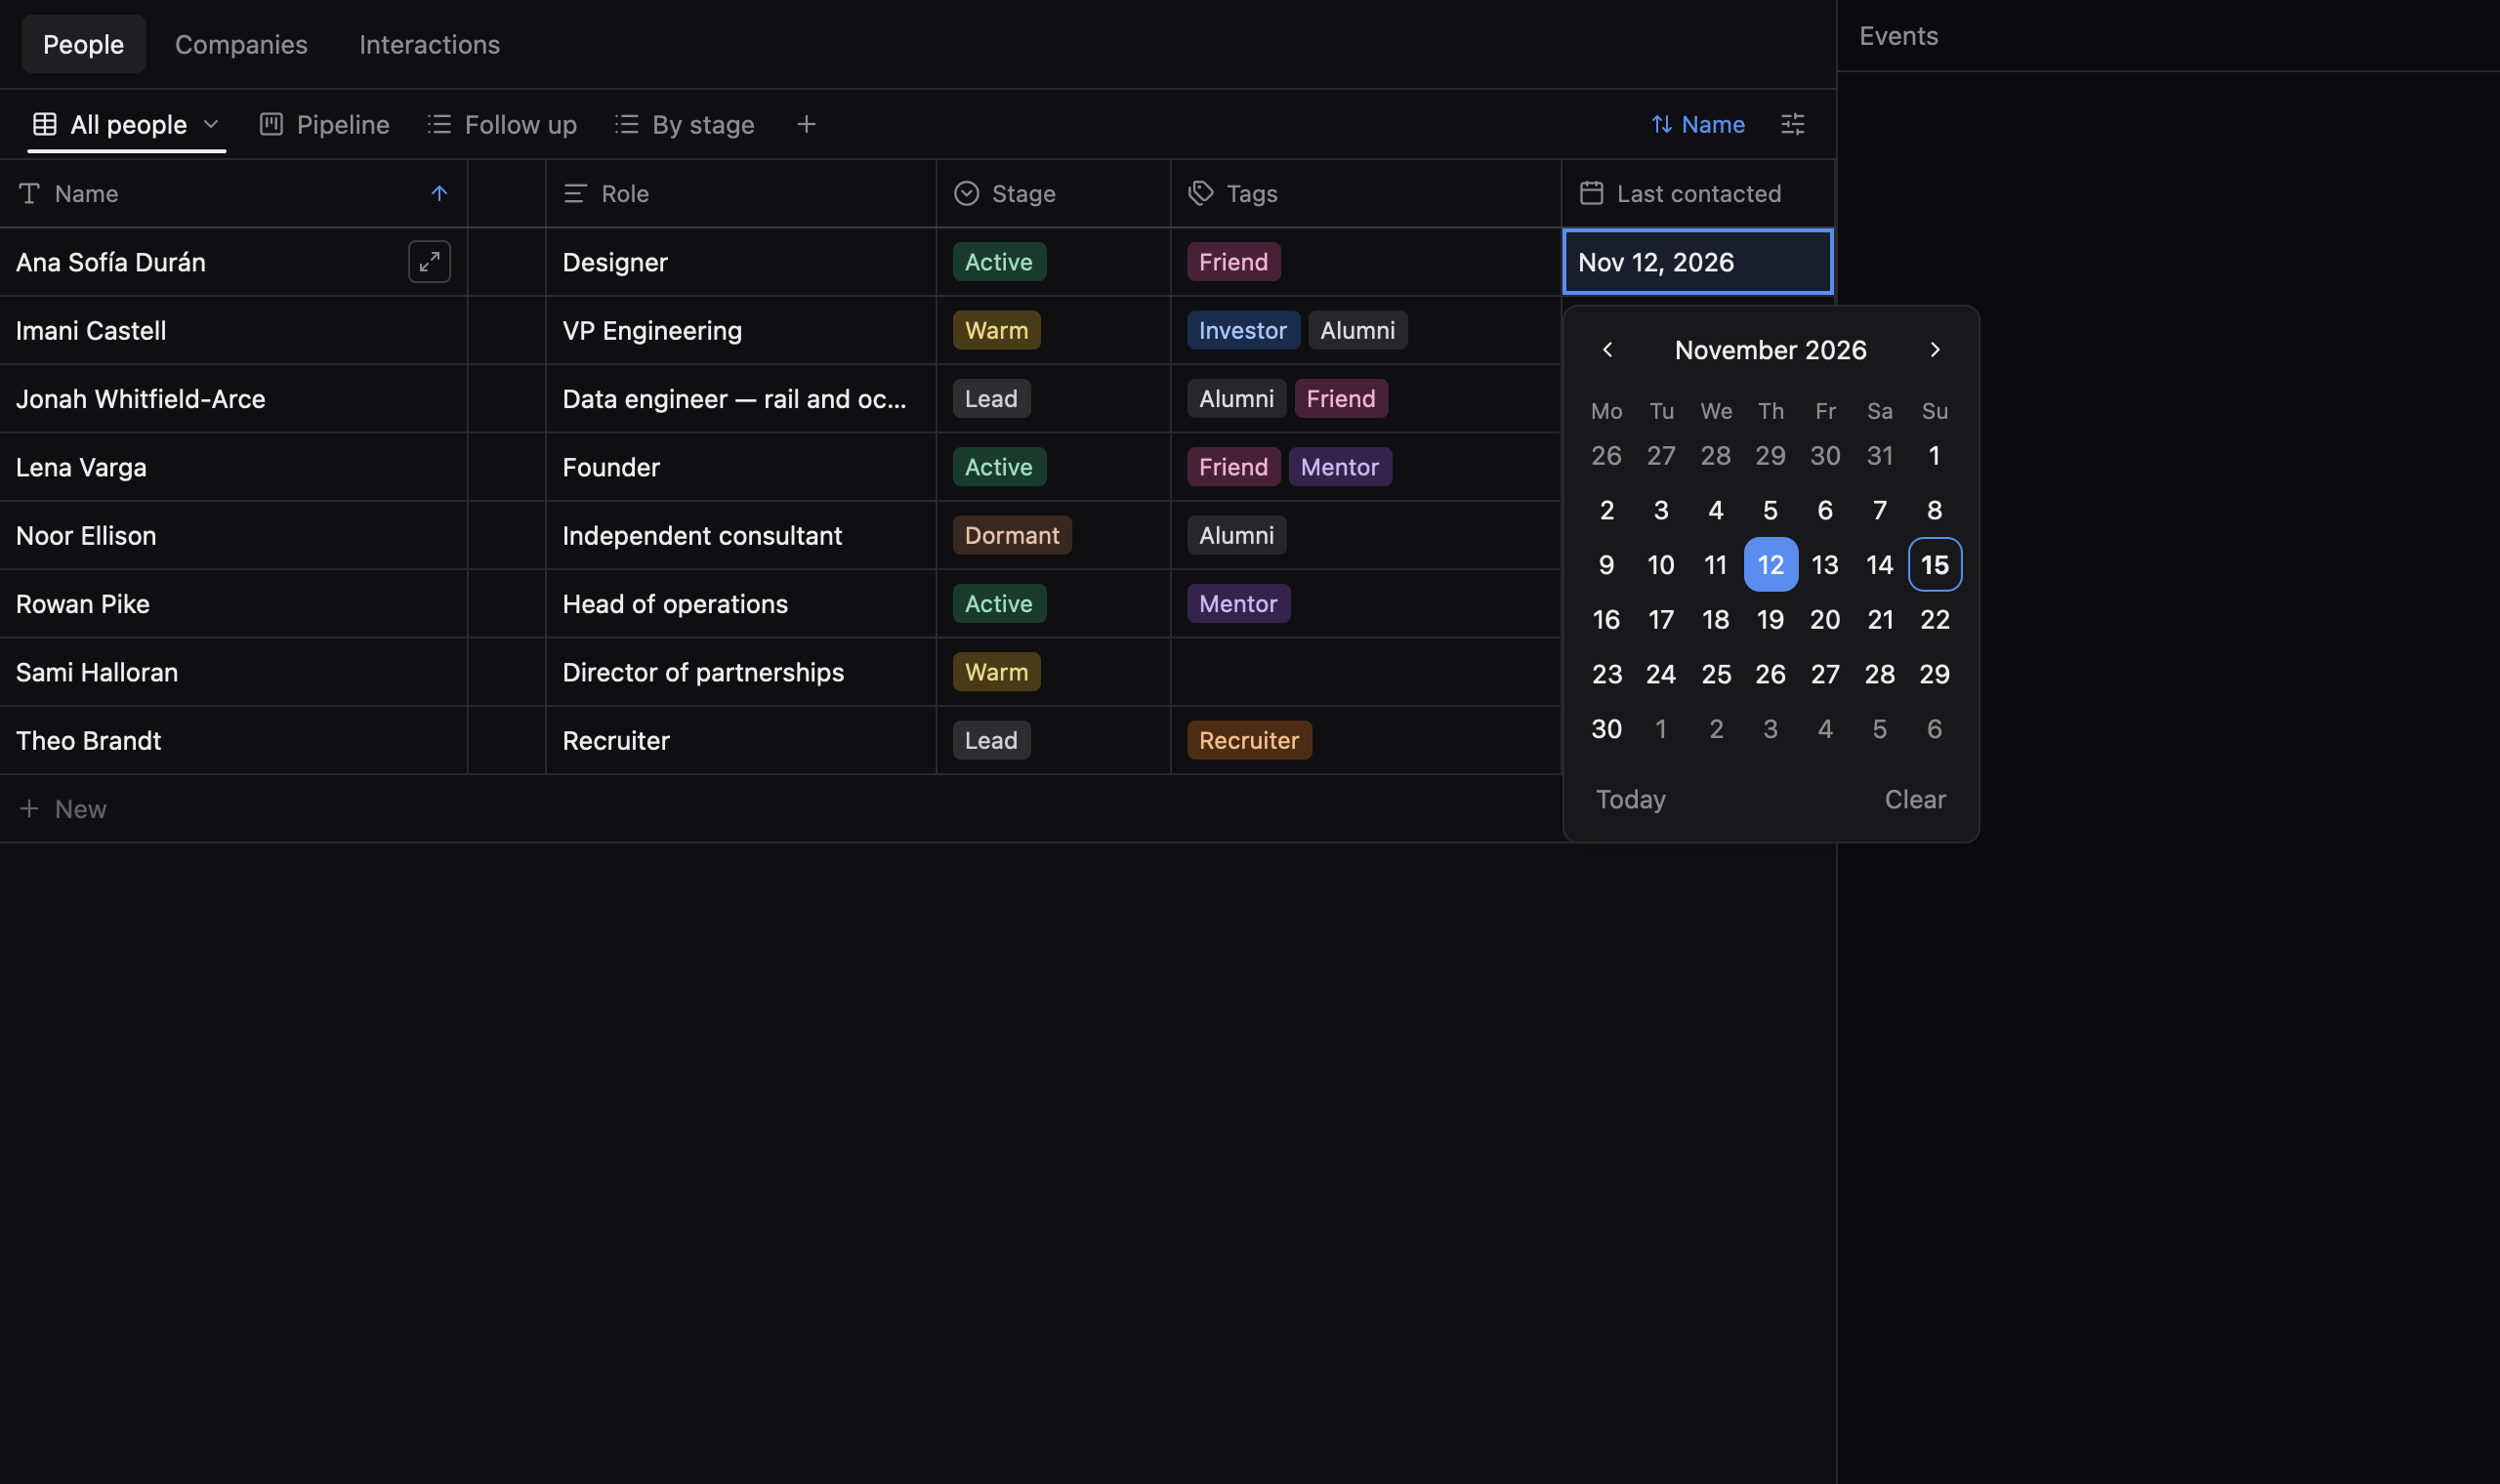 People Companies Interactions
Events
All people Pipeline Follow up By stage Name
Name Role Stage Tags Last contacted
Ana Sofía Durán Designer Active Friend Nov 12, 2026
Imani Castell VP Engineering Warm Investor Alumni
Jonah Whitfield-Arce Data engineer — rail and oc... Lead Alumni Friend
Lena Varga Founder Active Friend Mentor
Noor Ellison Independent consultant Dormant Alumni
Rowan Pike Head of operations Active Mentor
Sami Halloran Director of partnerships Warm
Theo Brandt Recruiter Lead Recruiter
New
November 2026
Mo Tu We Th Fr Sa Su
26 27 28 29 30 31 1
2 3 4 5 6 7 8
9 10 11 12 13 14 15
16 17 18 19 20 21 22
23 24 25 26 27 28 29
30 1 2 3 4 5 6
Today Clear